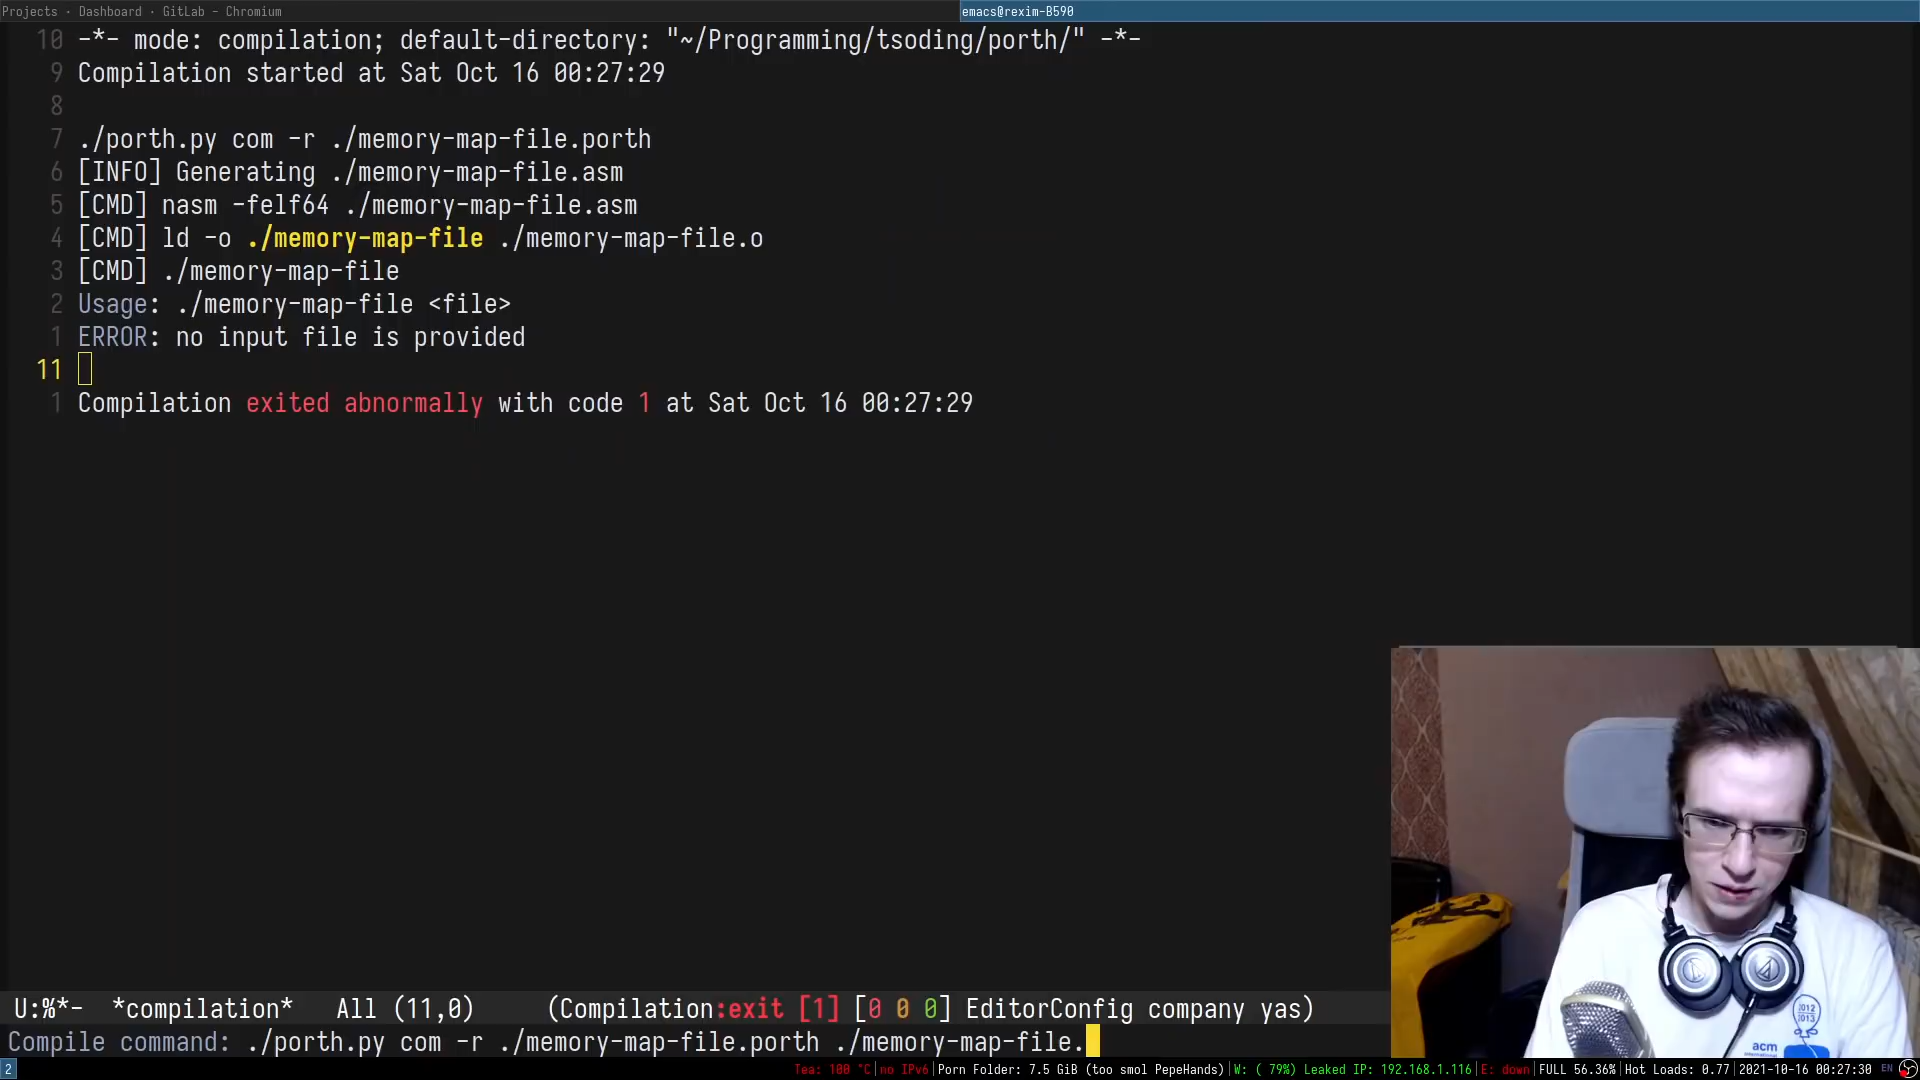 Projects · Dashboard · GitLab - Chromium
emacs@rexim-B590
10 -*- mode: compilation; default-directory: "~/Programming/tsoding/porth/" -*-
9 Compilation started at Sat Oct 16 00:27:29
8
7 ./porth.py com -r ./memory-map-file.porth
6 [INFO] Generating ./memory-map-file.asm
5 [CMD] nasm -felf64 ./memory-map-file.asm
4 [CMD] ld -o ./memory-map-file ./memory-map-file.o
3 [CMD] ./memory-map-file
2 Usage: ./memory-map-file <file>
1 ERROR: no input file is provided
11
1 Compilation exited abnormally with code 1 at Sat Oct 16 00:27:29
U:%*- *compilation* All (11,0) (Compilation:exit [1] [0 0 0] EditorConfig company yas)
Compile command: ./porth.py com -r ./memory-map-file.porth ./memory-map-file.
2012
2013
acm
2 Tea: 100 °C|no IPv6|Porn Folder: 7.5 GiB (too smol PepeHands)|W: ( 79%) Leaked IP: 192.168.1.116|E: down|FULL 56.36%|Hot Loads: 0.77|2021-10-16 00:27:30 EN